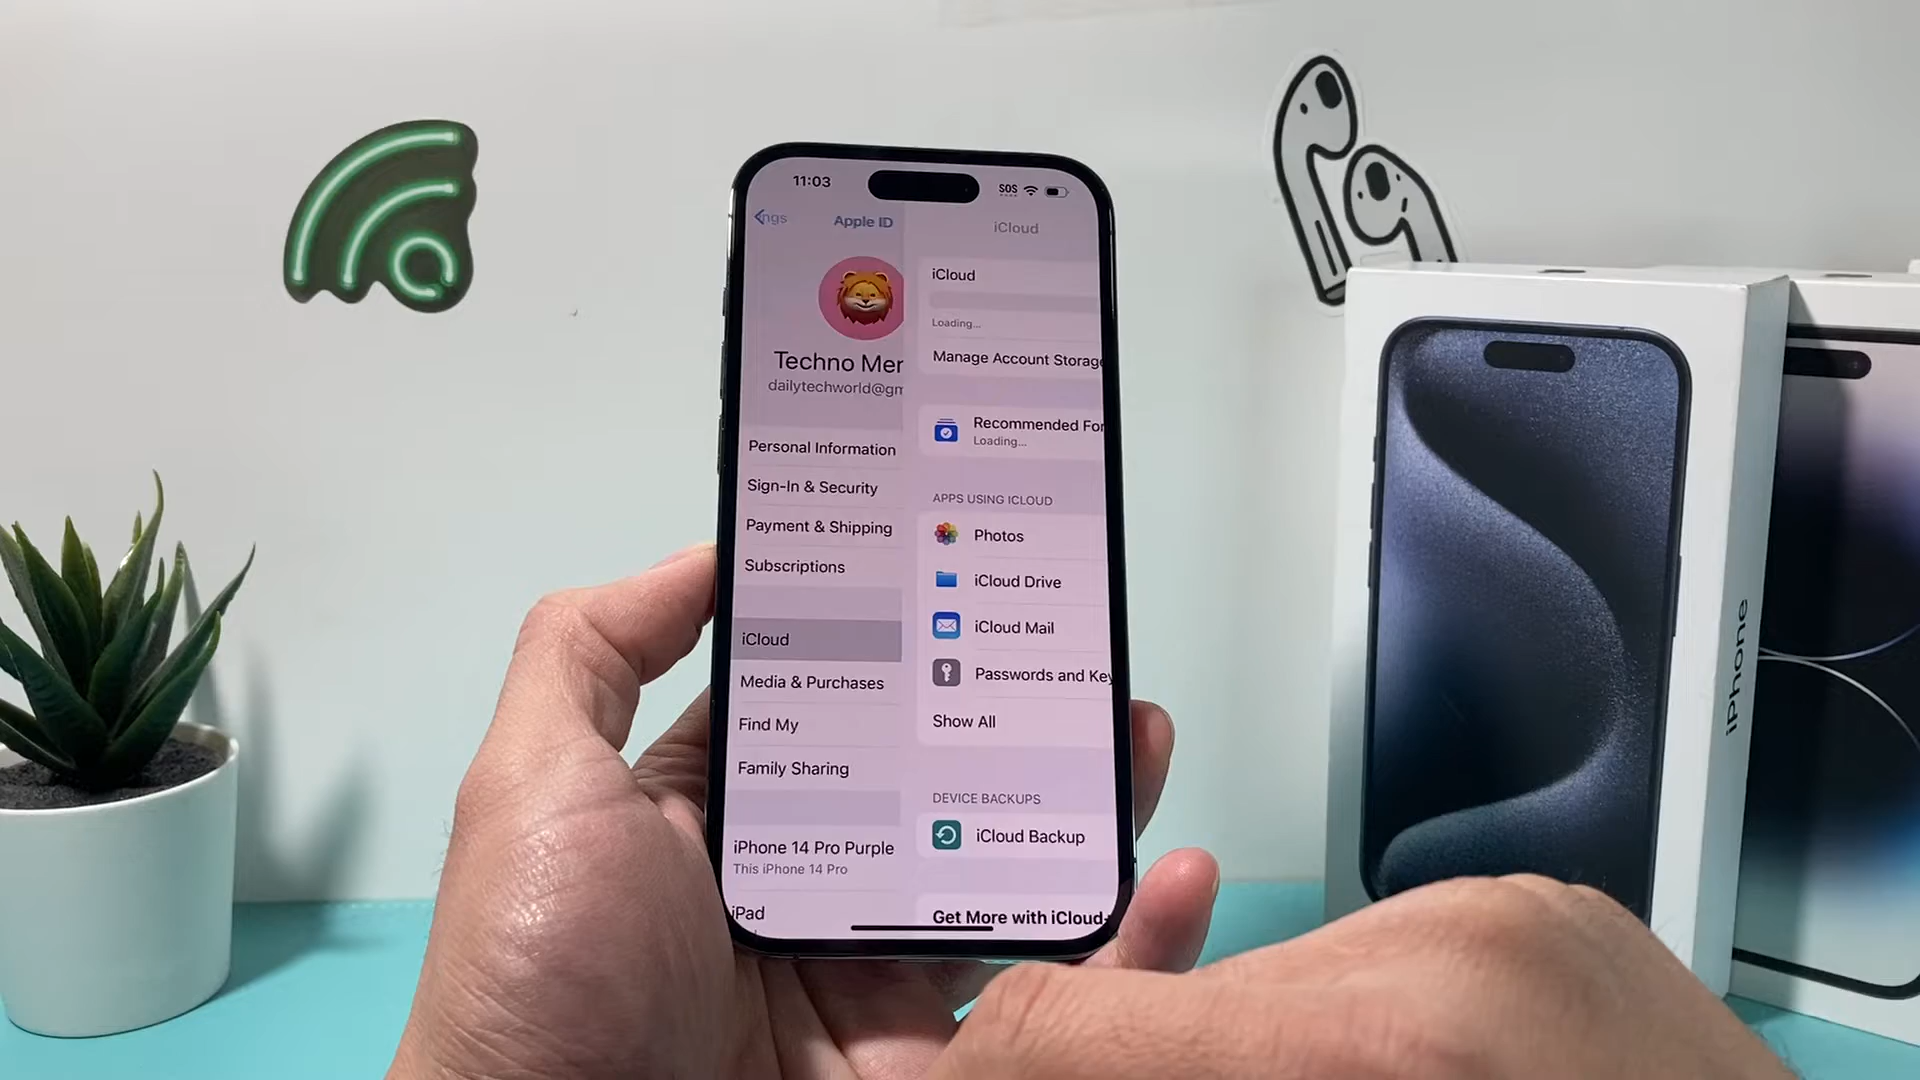 11:03
SOS
ngs
Apple ID
Techno Mer
dailytechworld@gm
Personal Information
Sign-In & Security
Payment & Shipping
Subscriptions
iCloud
Media & Purchases
Find My
Family Sharing
iPhone 14 Pro Purple
This iPhone 14 Pro
iPad
iCloud
iCloud
Loading...
Manage Account Storage
Recommended For
Loading...
APPS USING ICLOUD
Photos
iCloud Drive
iCloud Mail
Passwords and Key
Show All
DEVICE BACKUPS
iCloud Backup
Get More with iCloud+
iPhone